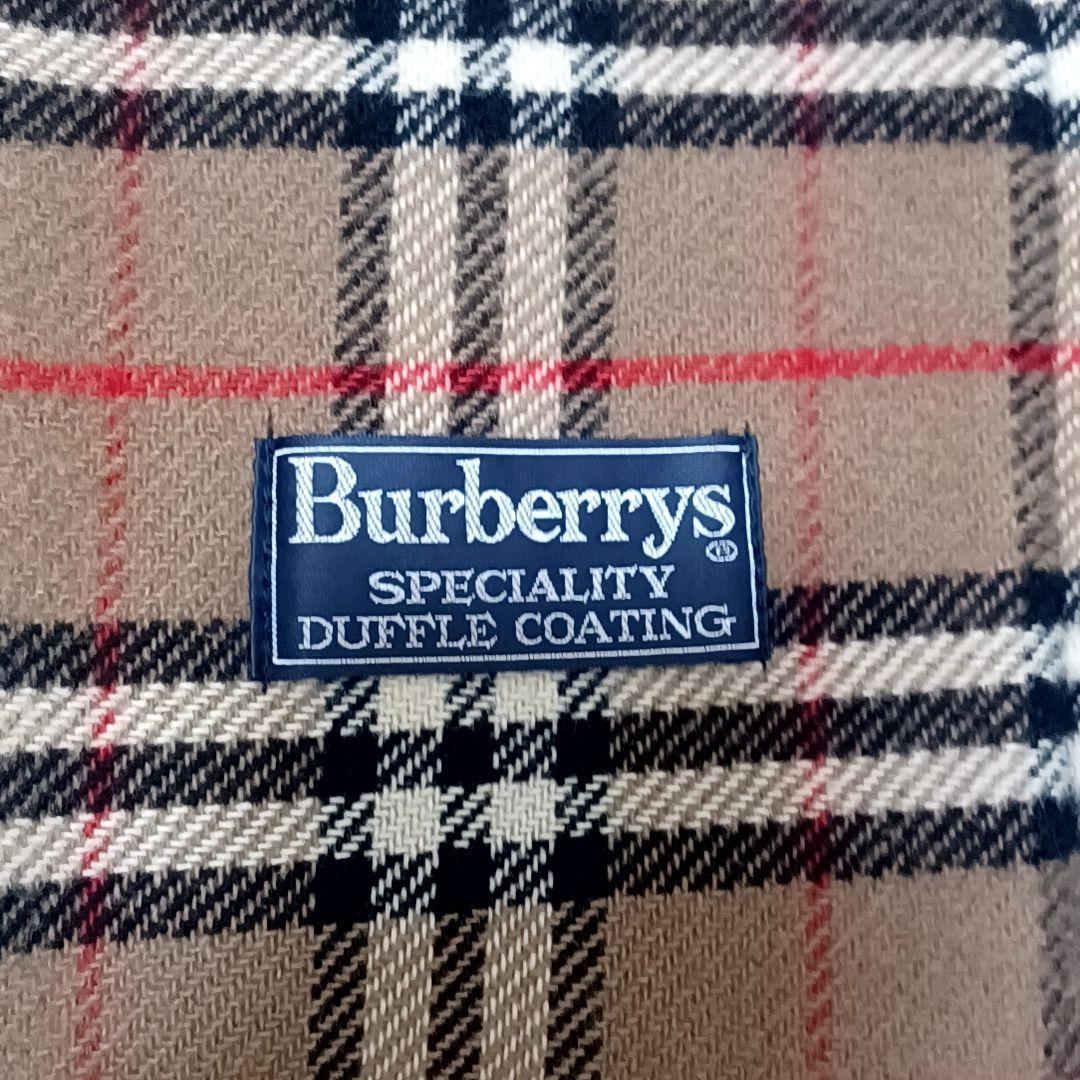 Burberrys
SPECIALITY
DUFFLE COATING